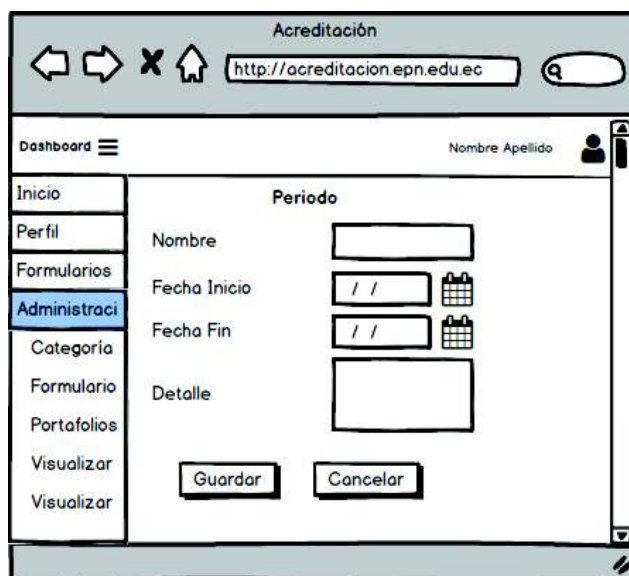 Acreditación
http://acreditacion.epn.edu.ec
Dashboard
Nombre Apellido
Inicio
Perfil
Formularios
Administraci
Categoría
Formulario
Portafolios
Visualizar
Visualizar
Periodo
Nombre
Fecha Inicio
/ /
Fecha Fin
/ /
Detalle
Guardar
Cancelar